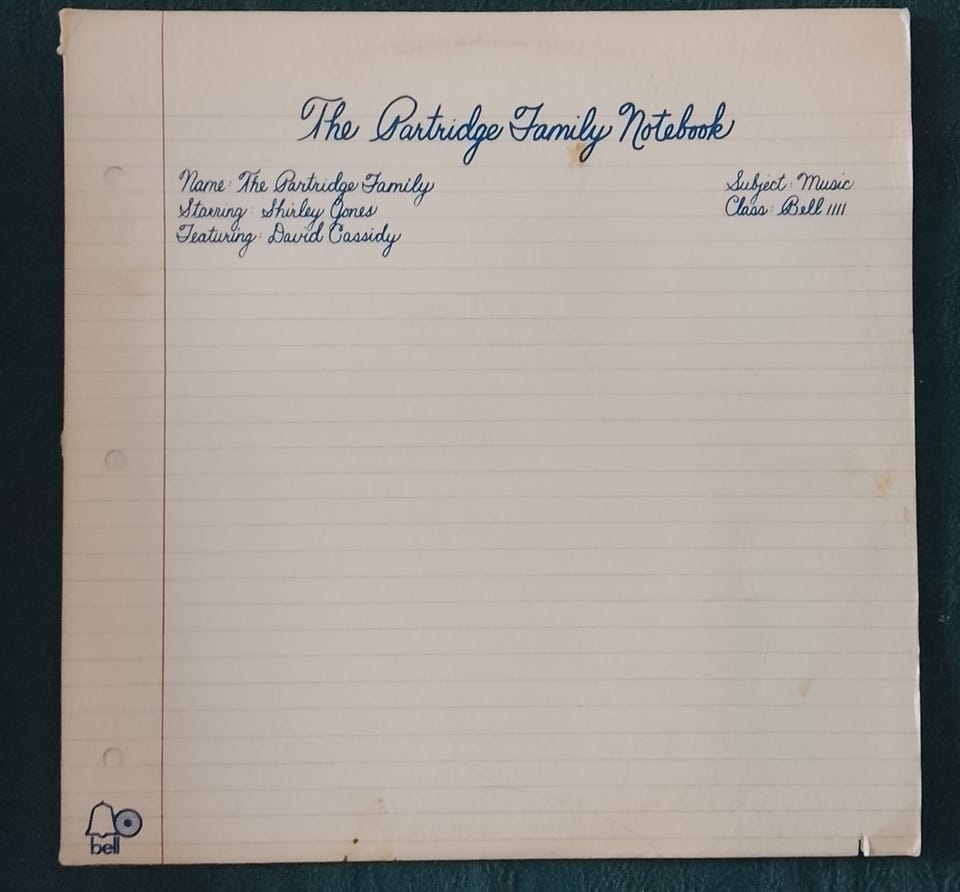 The Partridge Family Notebook
Name: The Partridge Family
Starring: Shirley Jones
Featuring: David Cassidy
Subject: Music
Class: Bell 1111
bell